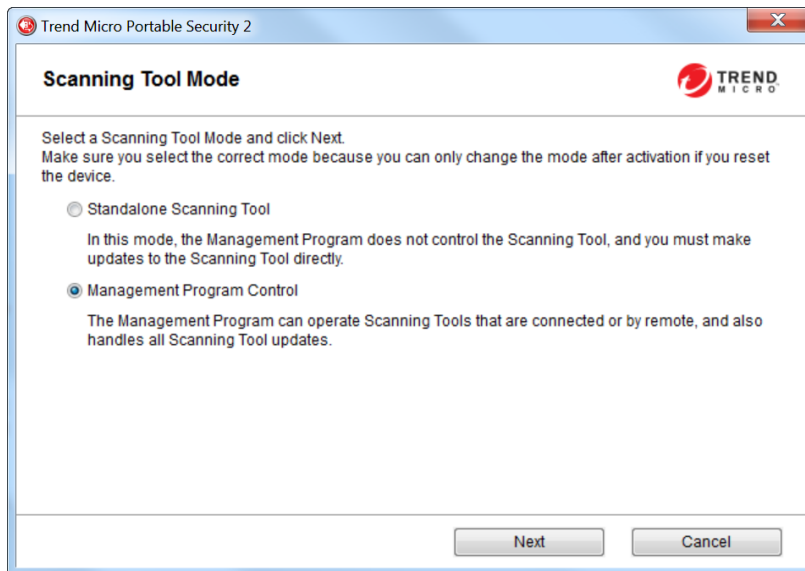 Trend Micro Portable Security 2
Scanning Tool Mode
TREND
MICRO
Select a Scanning Tool Mode and click Next.
Make sure you select the correct mode because you can only change the mode after activation if you reset
the device.
Standalone Scanning Tool
In this mode, the Management Program does not control the Scanning Tool, and you must make
updates to the Scanning Tool directly.
Management Program Control
The Management Program can operate Scanning Tools that are connected or by remote, and also
handles all Scanning Tool updates.
Next
Cancel